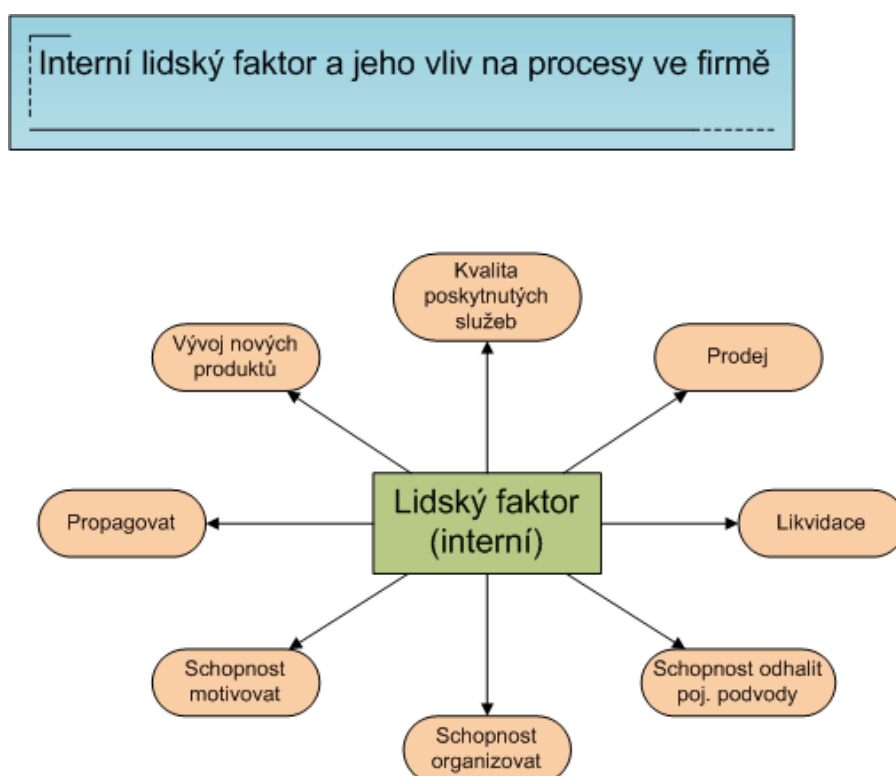 Interní lidský faktor a jeho vliv na procesy ve firmě
Kvalita
poskytnutých
služeb
Vývoj nových
produktů
Prodej
Propagovat
Lidský faktor
(interní)
Likvidace
Schopnost
motivovat
Schopnost odhalit
poj. podvody
Schopnost
organizovat